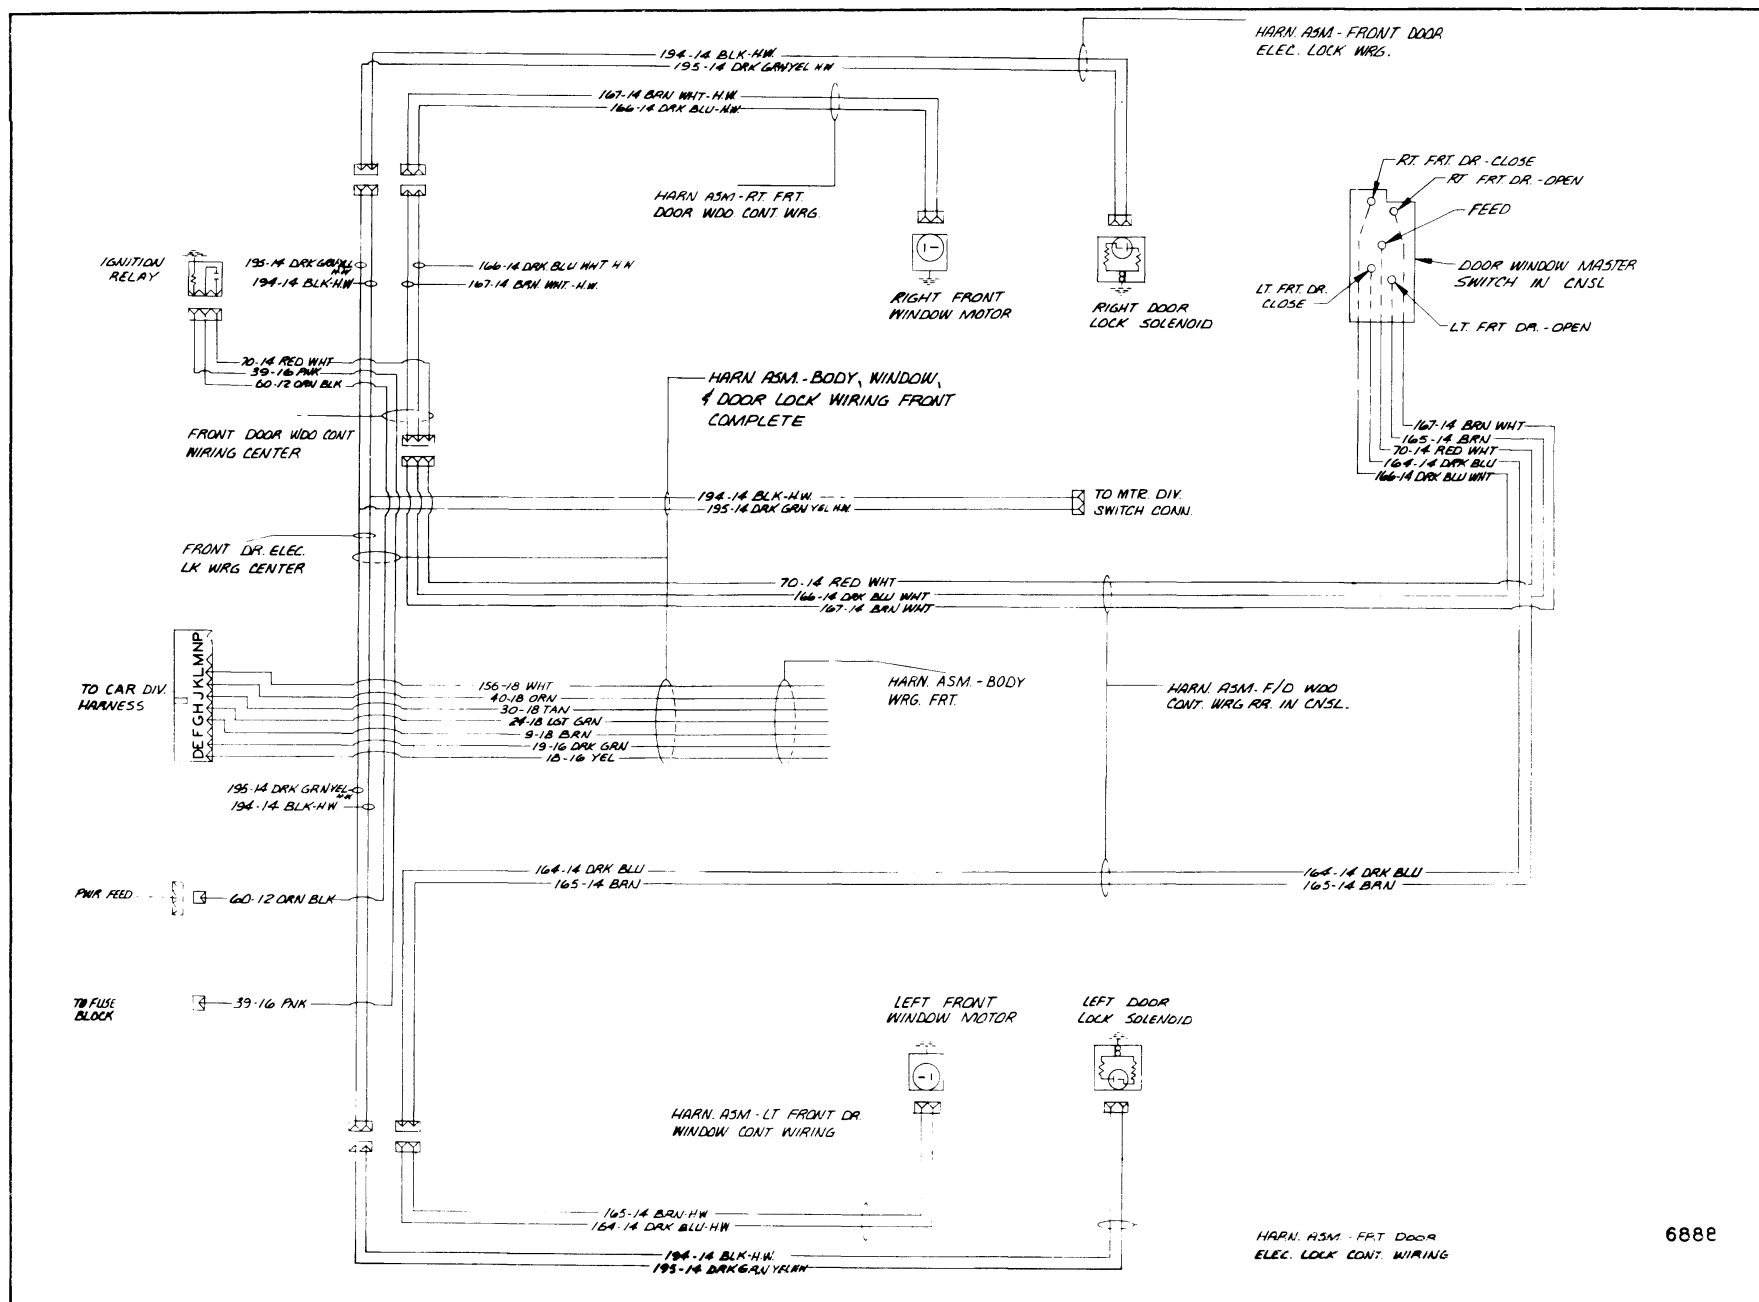 HARN. ASM - FRONT DOOR
ELEC. LOCK WRG.
194-14 BLK-H.W.
195-14 DRK GRN YEL H.W
167-14 BRN WHT-H.W.
166-14 DRK BLU-H.W.
HARN ASM - RT. FRT.
DOOR WDO. CONT. WRG.
RT. FRT. DR - CLOSE
RT FRT DR. - OPEN
FEED
DOOR WINDOW MASTER
SWITCH IN CNSL
LT. FRT. DR.
CLOSE
LT. FRT DR. - OPEN
IGNITION
RELAY
195-14 DRK GRN YEL
H.W
194-14 BLK-H.W
166-14 DRK. BLU WHT H W
167-14 BRN. WHT.-H.W.
RIGHT FRONT
WINDOW MOTOR
RIGHT DOOR
LOCK SOLENOID
70-14 RED WHT
39-16 PNK
60-12 ORN BLK
HARN. ASM. - BODY, WINDOW,
& DOOR LOCK WIRING FRONT
COMPLETE
FRONT DOOR WDO CONT
WIRING CENTER
167-14 BRN WHT
165-14 BRN
70-14 RED WHT
164-14 DRK BLU
166-14 DRK BLU WHT
194-14 BLK-H.W.
195-14 DRK GRN YEL H.W.
TO MTR. DIV.
SWITCH CONN.
FRONT DR. ELEC.
LK WRG CENTER
70-14 RED WHT
166-14 DRK BLU WHT
167-14 BRN WHT
TO CAR DIV.
HARNESS
DEFGHJKLMNP
156-18 WHT
40-18 ORN
30-18 TAN
24-18 LGT GRN
9-18 BRN
19-16 DRK GRN
18-16 YEL
HARN. ASM. - BODY
WRG. FRT.
HARN. ASM. - F/D WDO
CONT. WRG RR. IN CNSL.
195-14 DRK GRN YEL
H.W
194-14 BLK-H.W
164-14 DRK BLU
165-14 BRN
164-14 DRK BLU
165-14 BRN
PWR FEED
60-12 ORN BLK
TO FUSE
BLOCK
39-16 PNK
LEFT FRONT
WINDOW MOTOR
LEFT DOOR
LOCK SOLENOID
HARN. ASM - LT FRONT DR.
WINDOW CONT WIRING
165-14 BRN-HW
164-14 DRK BLU-H.W.
194-14 BLK-H.W.
195-14 DRK GRN YEL HW
HARN. ASM. - FRT DOOR
ELEC. LOCK CONT. WIRING
6888